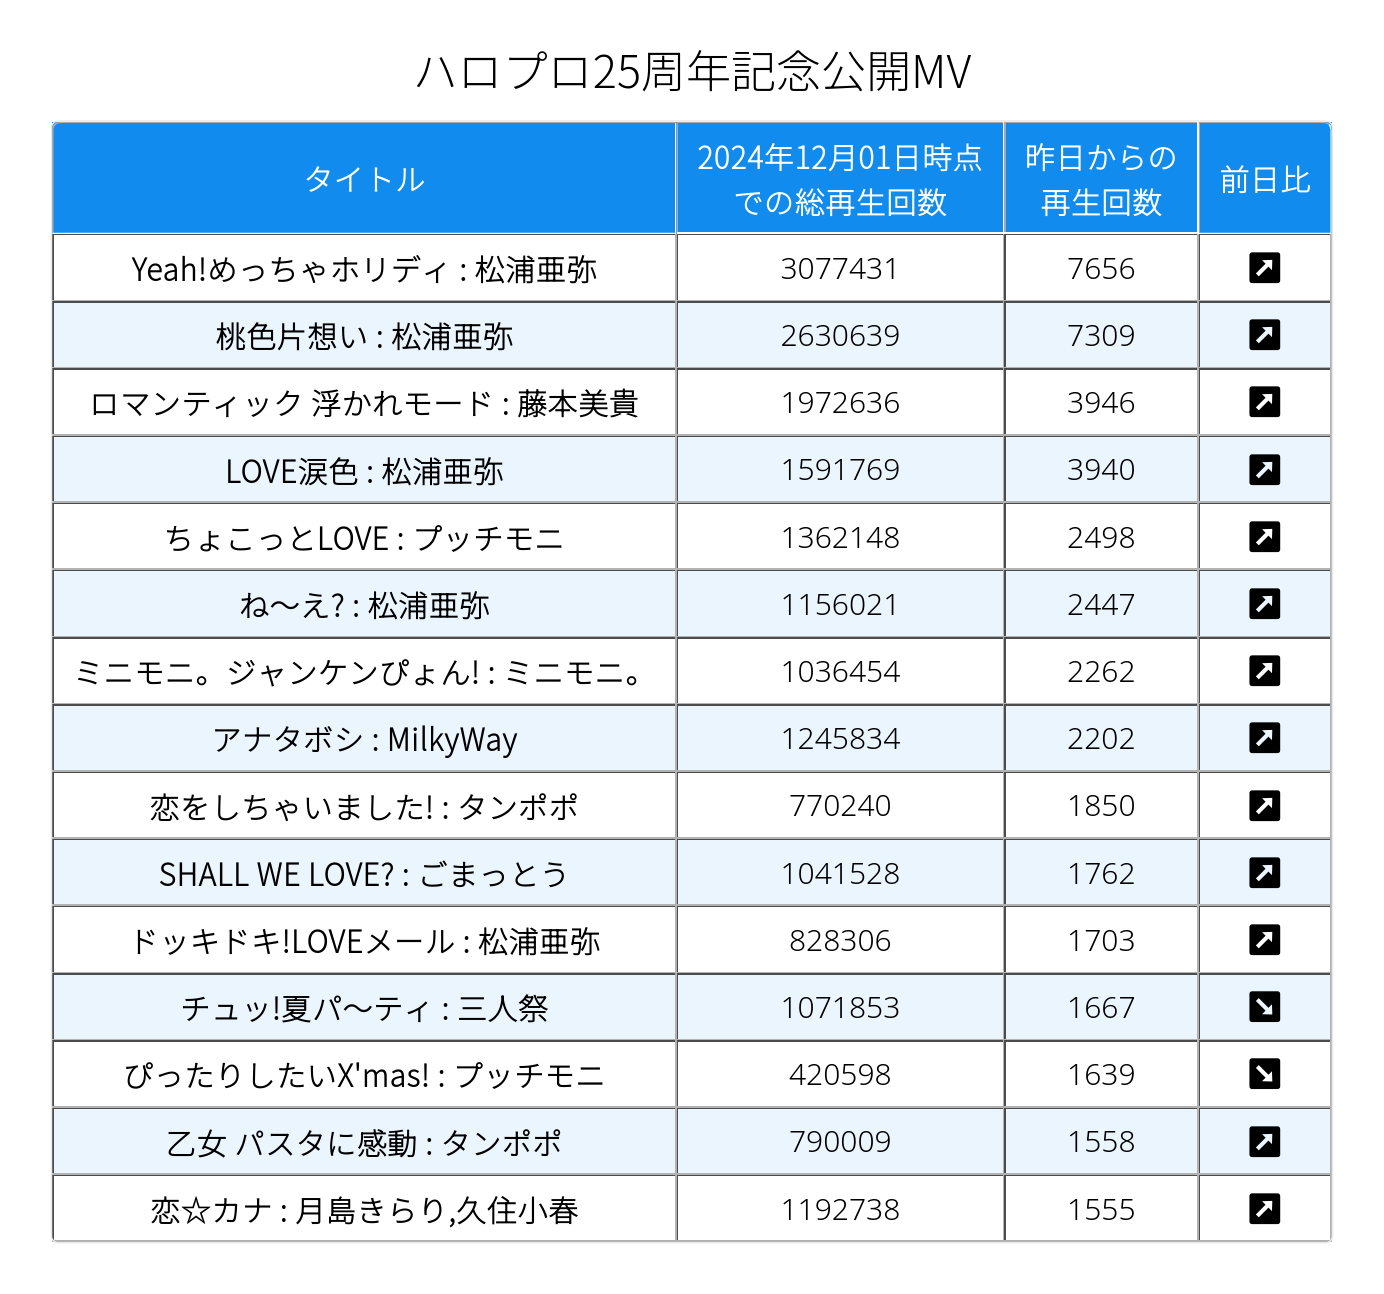 ハロプロ25周年記念公開MV
タイトル
2024年12月01日時点
での総再生回数
昨日からの
再生回数
前日比
Yeah!めっちゃホリディ : 松浦亜弥 3077431 7656
桃色片想い : 松浦亜弥 2630639 7309
ロマンティック 浮かれモード : 藤本美貴 1972636 3946
LOVE涙色 : 松浦亜弥 1591769 3940
ちょこっとLOVE : プッチモニ 1362148 2498
ね～え? : 松浦亜弥 1156021 2447
ミニモニ。ジャンケンぴょん! : ミニモニ。 1036454 2262
アナタボシ : MilkyWay 1245834 2202
恋をしちゃいました! : タンポポ 770240 1850
SHALL WE LOVE? : ごまっとう 1041528 1762
ドッキドキ!LOVEメール : 松浦亜弥 828306 1703
チュッ!夏パ～ティ : 三人祭 1071853 1667
ぴったりしたいX'mas! : プッチモニ 420598 1639
乙女 パスタに感動 : タンポポ 790009 1558
恋☆カナ : 月島きらり,久住小春 1192738 1555